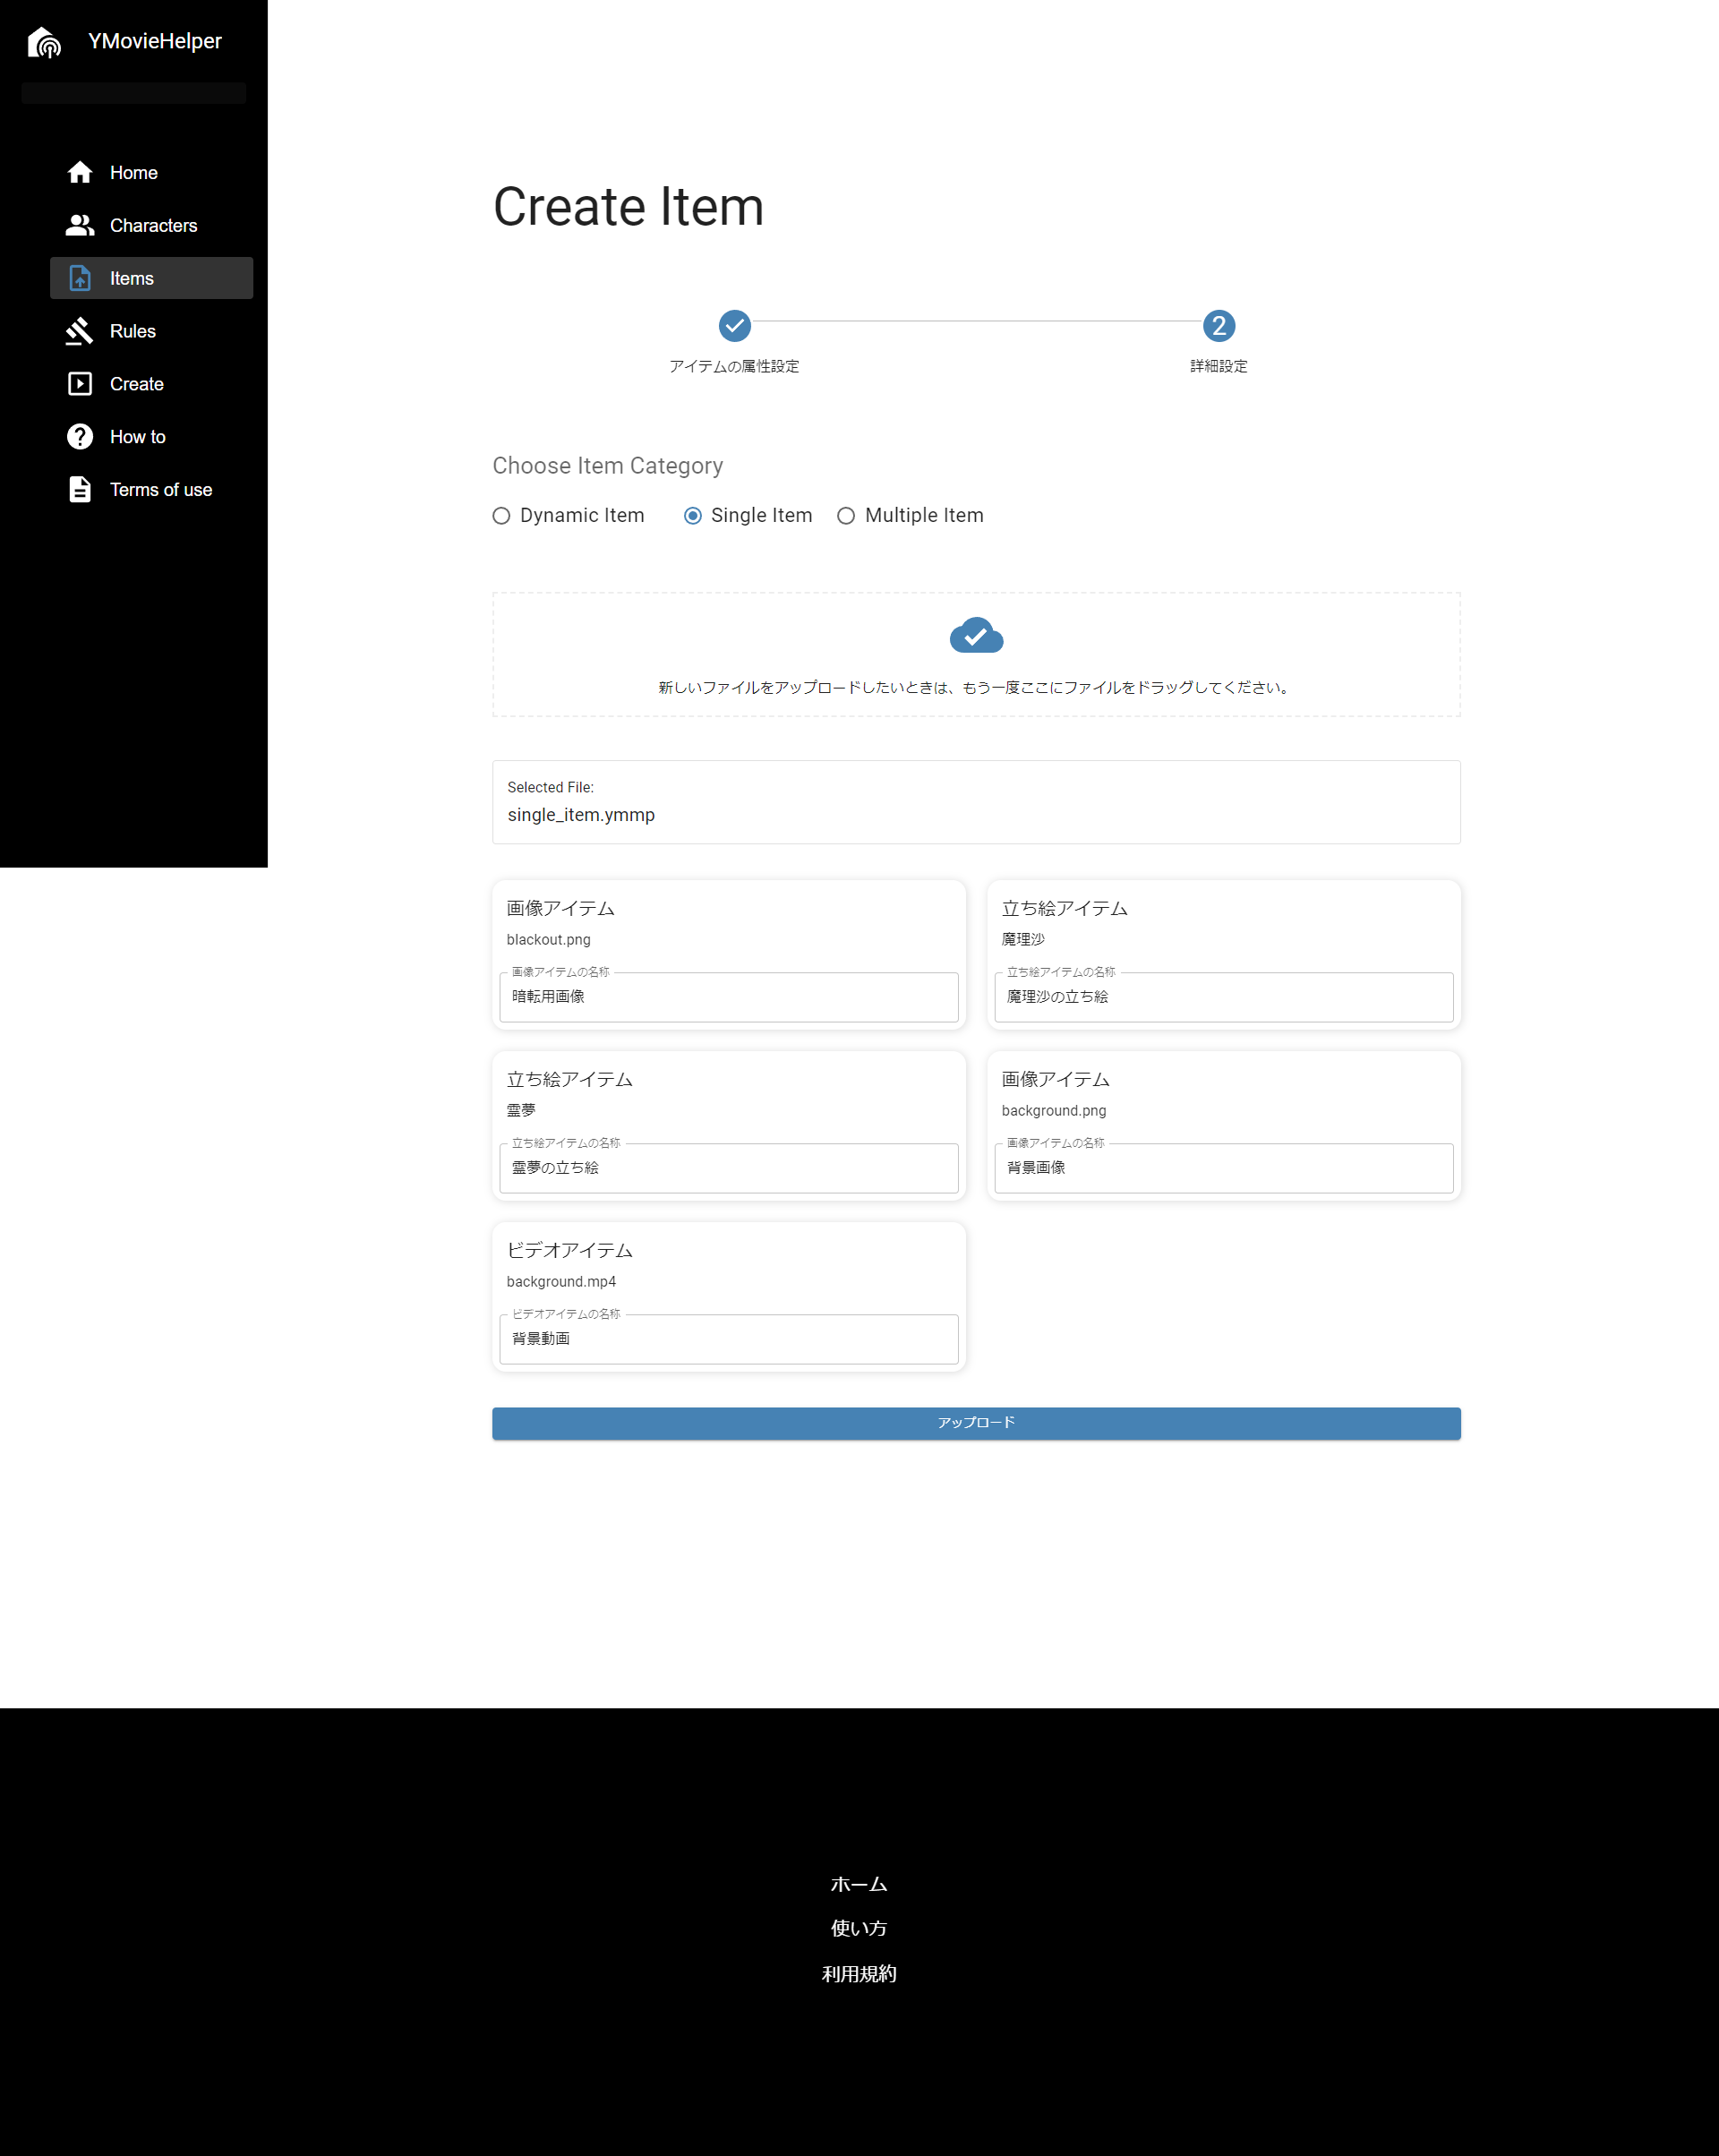 YMovieHelper
Home
Characters
Items
Rules
Create
How to
Terms of use
Create Item
2
アイテムの属性設定
詳細設定
Choose Item Category
Dynamic Item
Single Item
Multiple Item
新しいファイルをアップロードしたいときは、もう一度ここにファイルをドラッグしてください。
Selected File:
single_item.ymmp
画像アイテム
blackout.png
画像アイテムの名称
暗転用画像
立ち絵アイテム
魔理沙
立ち絵アイテムの名称
魔理沙の立ち絵
立ち絵アイテム
霊夢
立ち絵アイテムの名称
霊夢の立ち絵
画像アイテム
background.png
画像アイテムの名称
背景画像
ビデオアイテム
background.mp4
ビデオアイテムの名称
背景動画
アップロード
ホーム
使い方
利用規約